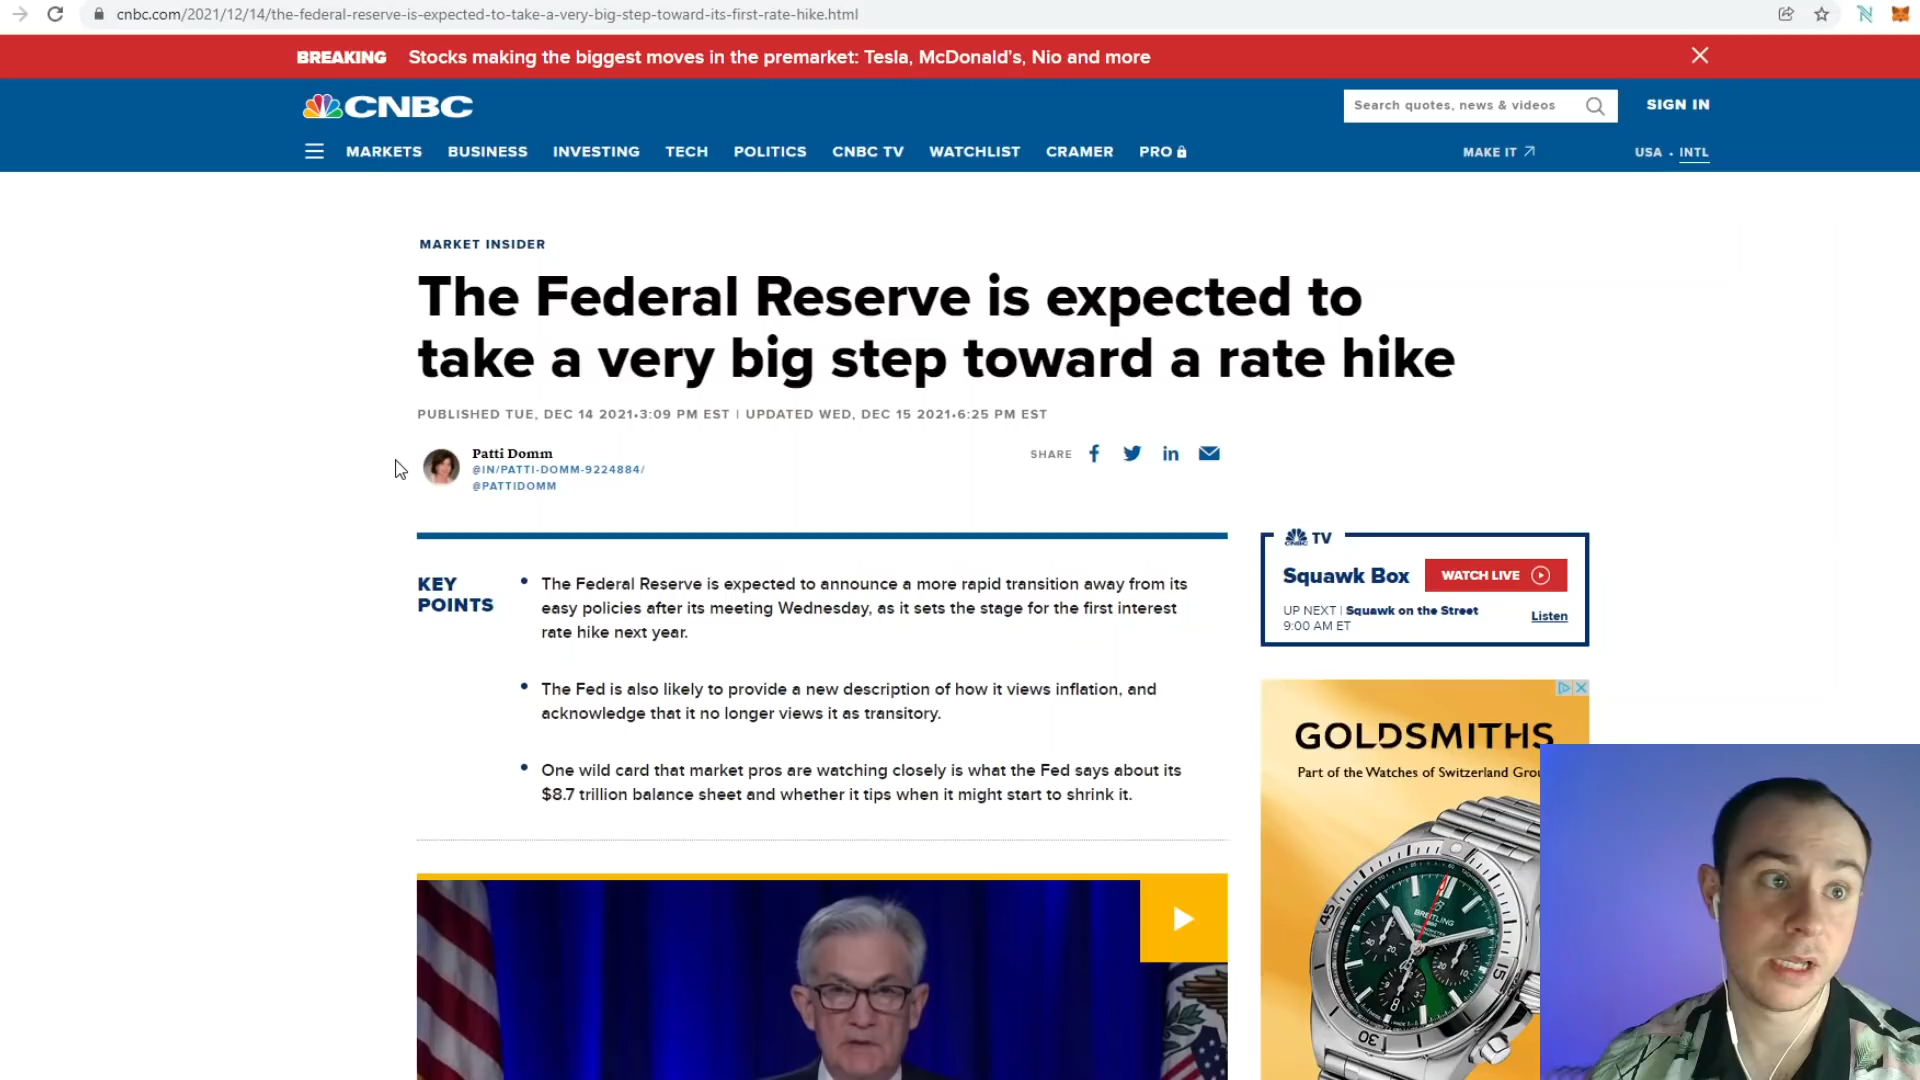 cnbc.com/2021/12/14/the-federal-reserve-is-expected-to-take-a-very-big-step-toward-its-first-rate-hike.html
BREAKING Stocks making the biggest moves in the premarket: Tesla, McDonald's, Nio and more
CNBC
Search quotes, news & videos
SIGN IN
MARKETS BUSINESS INVESTING TECH POLITICS CNBC TV WATCHLIST CRAMER PRO
MAKE IT
USA • INTL
MARKET INSIDER
The Federal Reserve is expected to
take a very big step toward a rate hike
PUBLISHED TUE, DEC 14 2021•3:09 PM EST | UPDATED WED, DEC 15 2021•6:25 PM EST
Patti Domm
@IN/PATTI-DOMM-9224884/
@PATTIDOMM
SHARE
KEY
POINTS
• The Federal Reserve is expected to announce a more rapid transition away from its
easy policies after its meeting Wednesday, as it sets the stage for the first interest
rate hike next year.
• The Fed is also likely to provide a new description of how it views inflation, and
acknowledge that it no longer views it as transitory.
• One wild card that market pros are watching closely is what the Fed says about its
$8.7 trillion balance sheet and whether it tips when it might start to shrink it.
TV
Squawk Box
WATCH LIVE
UP NEXT | Squawk on the Street
9:00 AM ET
Listen
GOLDSMITHS
Part of the Watches of Switzerland Grou
BREITLING